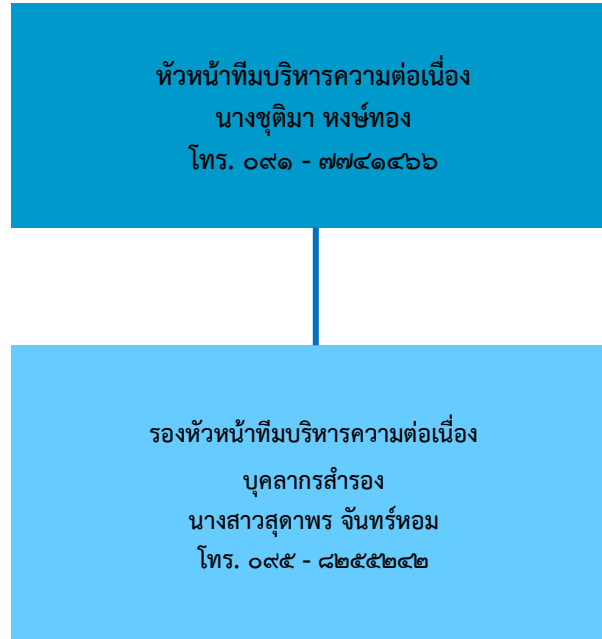 หัวหน้าทีมบริหารความต่อเนื่อง
นางชุติมา หงษ์ทอง
โทร. ๐๙๑ - ๗๗๔๑๔๖๖
รองหัวหน้าทีมบริหารความต่อเนื่อง
บุคลากรสำรอง
นางสาวสุดาพร จันทร์หอม
โทร. ๐๙๕ - ๘๒๕๕๒๔๒